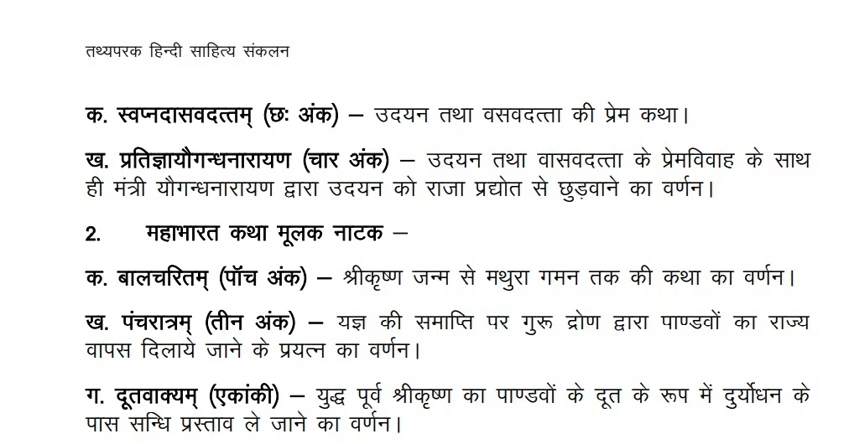 तथ्यपरक हिन्दी साहित्य संकलन
क. स्वप्नदासवदत्तम् (छः अंक) – उदयन तथा वसवदत्ता की प्रेम कथा।
ख. प्रतिज्ञायौगन्धनारायण (चार अंक) – उदयन तथा वासवदत्ता के प्रेमविवाह के साथ
ही मंत्री यौगन्धनारायण द्वारा उदयन को राजा प्रद्योत से छुड़वाने का वर्णन।
2. महाभारत कथा मूलक नाटक –
क. बालचरितम् (पॉच अंक) – श्रीकृष्ण जन्म से मथुरा गमन तक की कथा का वर्णन।
ख. पंचरात्रम् (तीन अंक) – यज्ञ की समाप्ति पर गुरू द्रोण द्वारा पाण्डवों का राज्य
वापस दिलाये जाने के प्रयत्न का वर्णन।
ग. दूतवाक्यम् (एकांकी) – युद्ध पूर्व श्रीकृष्ण का पाण्डवों के दूत के रूप में दुर्योधन के
पास सन्धि प्रस्ताव ले जाने का वर्णन।